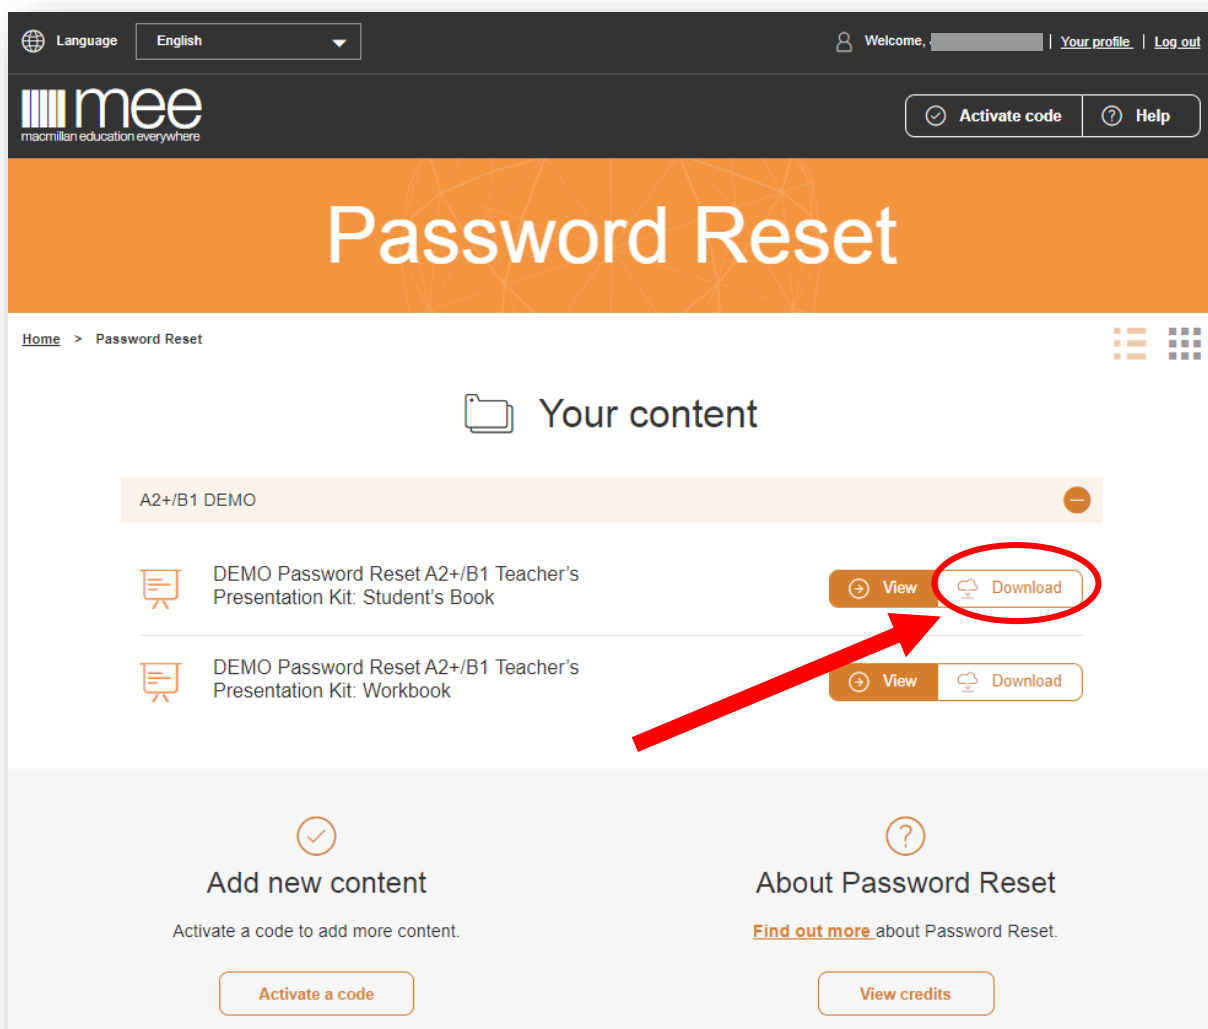 Language English Welcome, Your profile | Log out
mee
macmillan education everywhere
Activate code Help
Password Reset
Home > Password Reset
Your content
A2+/B1 DEMO
DEMO Password Reset A2+/B1 Teacher's
Presentation Kit: Student's Book
View Download
DEMO Password Reset A2+/B1 Teacher's
Presentation Kit: Workbook
View Download
Add new content
Activate a code to add more content.
Activate a code
About Password Reset
Find out more about Password Reset.
View credits